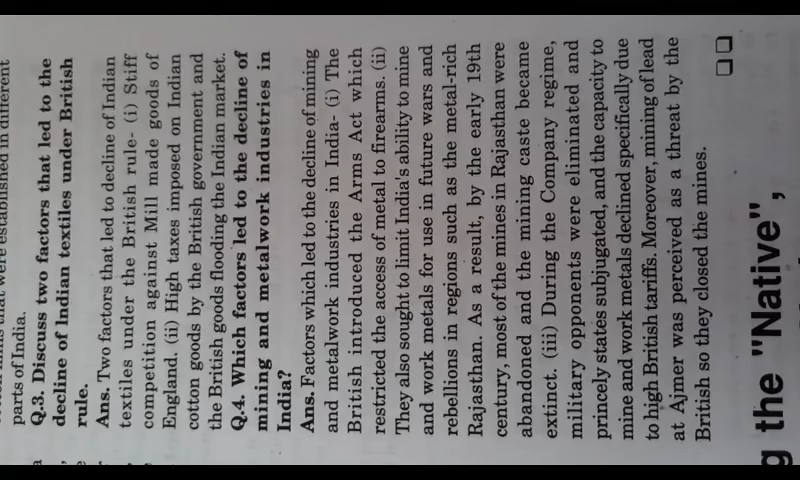 that were established in different
parts of India.
Q.3. Discuss two factors that led to the
decline of Indian textiles under British
rule.
Ans. Two factors that led to decline of Indian
textiles under the British rule- (i) Stiff
competition against Mill made goods of
England. (ii) High taxes imposed on Indian
cotton goods by the British government and
the British goods flooding the Indian market.
Q.4. Which factors led to the decline of
mining and metalwork industries in
India?
Ans. Factors which led to the decline of mining
and metalwork industries in India- (i) The
British introduced the Arms Act which
restricted the access of metal to firearms. (ii)
They also sought to limit India's ability to mine
and work metals for use in future wars and
rebellions in regions such as the metal-rich
Rajasthan. As a result, by the early 19th
century, most of the mines in Rajasthan were
abandoned and the mining caste became
extinct. (iii) During the Company regime,
military opponents were eliminated and
princely states subjugated, and the capacity to
mine and work metals declined specifically due
to high British tariffs. Moreover, mining of lead
at Ajmer was perceived as a threat by the
British so they closed the mines.
g the "Native",